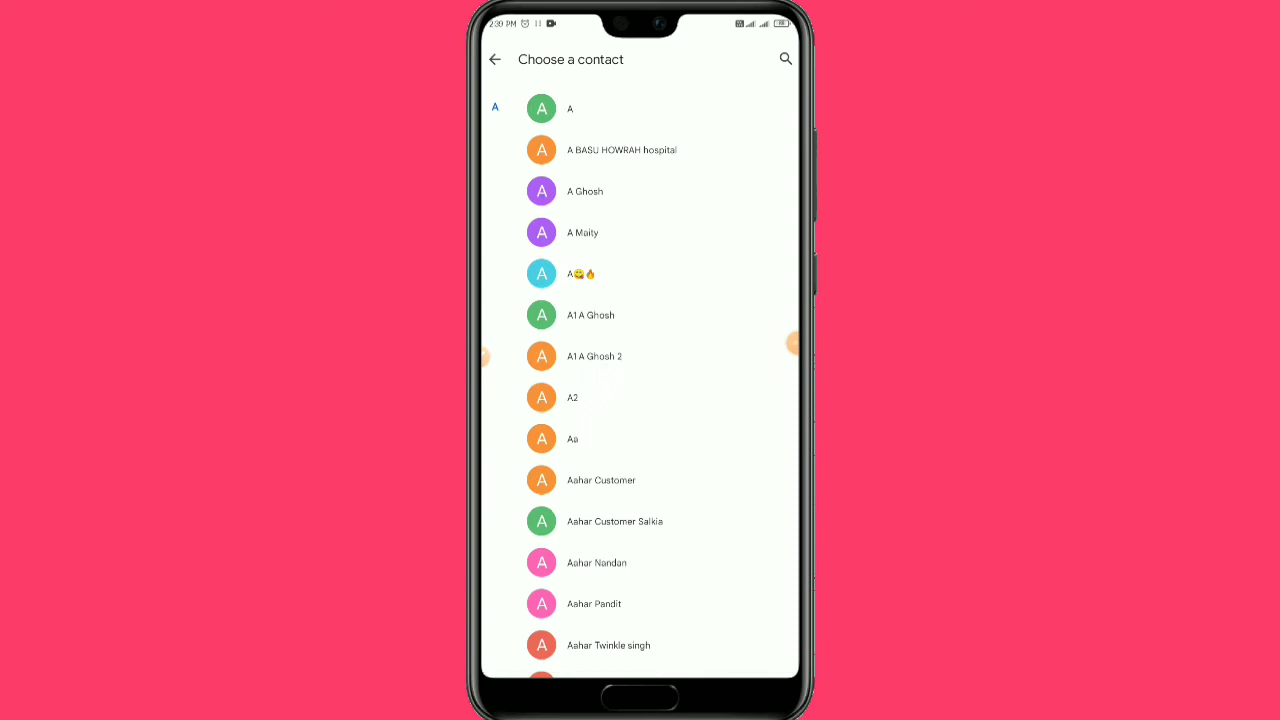 2:39 PM
Choose a contact
A
A A
A A BASU HOWRAH hospital
A A Ghosh
A A Maity
A A😋🔥
A A1 A Ghosh
A A1 A Ghosh 2
A A2
A Aa
A Aahar Customer
A Aahar Customer Salkia
A Aahar Nandan
A Aahar Pandit
A Aahar Twinkle singh